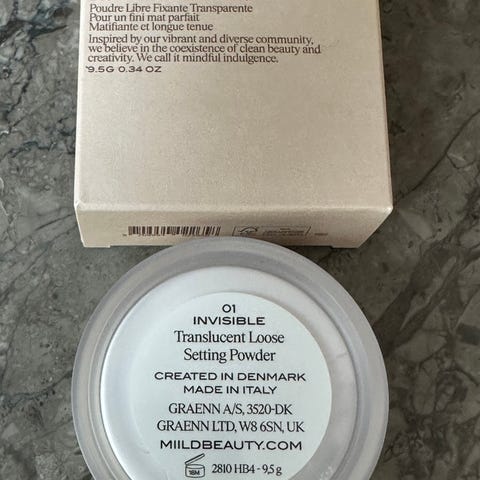 Poudre Libre Fixante Transparente
Pour un fini mat parfait
Matifiante et longue tenue
Inspired by our vibrant and diverse community,
we believe in the coexistence of clean beauty and
creativity. We call it mindful indulgence.
9.5G 0.34 OZ
01
INVISIBLE
Translucent Loose
Setting Powder
CREATED IN DENMARK
MADE IN ITALY
GRAENN A/S, 3520-DK
GRAENN LTD, W8 6SN, UK
MIILDBEAUTY.COM
18M 2810 HB4 - 9,5 g